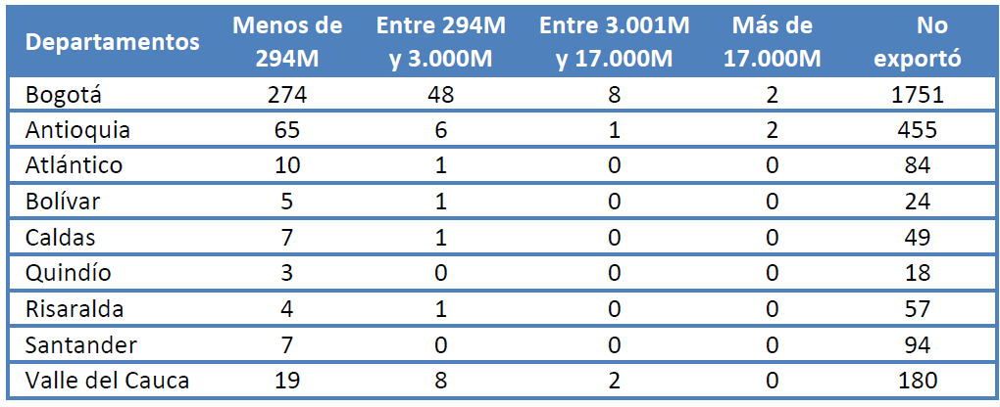 Departamentos Menos de 294M Entre 294M y 3.000M Entre 3.001M y 17.000M Más de 17.000M No exportó
Bogotá 274 48 8 2 1751
Antioquia 65 6 1 2 455
Atlántico 10 1 0 0 84
Bolívar 5 1 0 0 24
Caldas 7 1 0 0 49
Quindío 3 0 0 0 18
Risaralda 4 1 0 0 57
Santander 7 0 0 0 94
Valle del Cauca 19 8 2 0 180